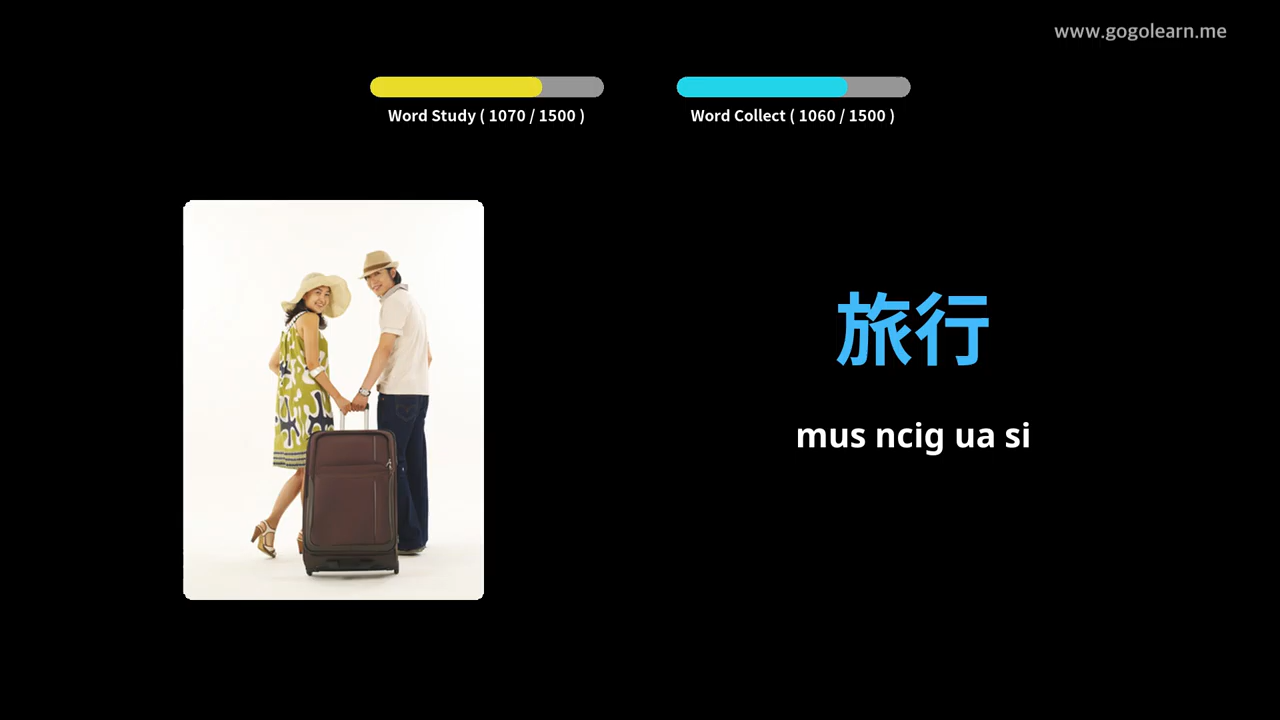 www.gogolearn.me
Word Study ( 1070 / 1500 )
Word Collect ( 1060 / 1500 )
旅行
mus ncig ua si